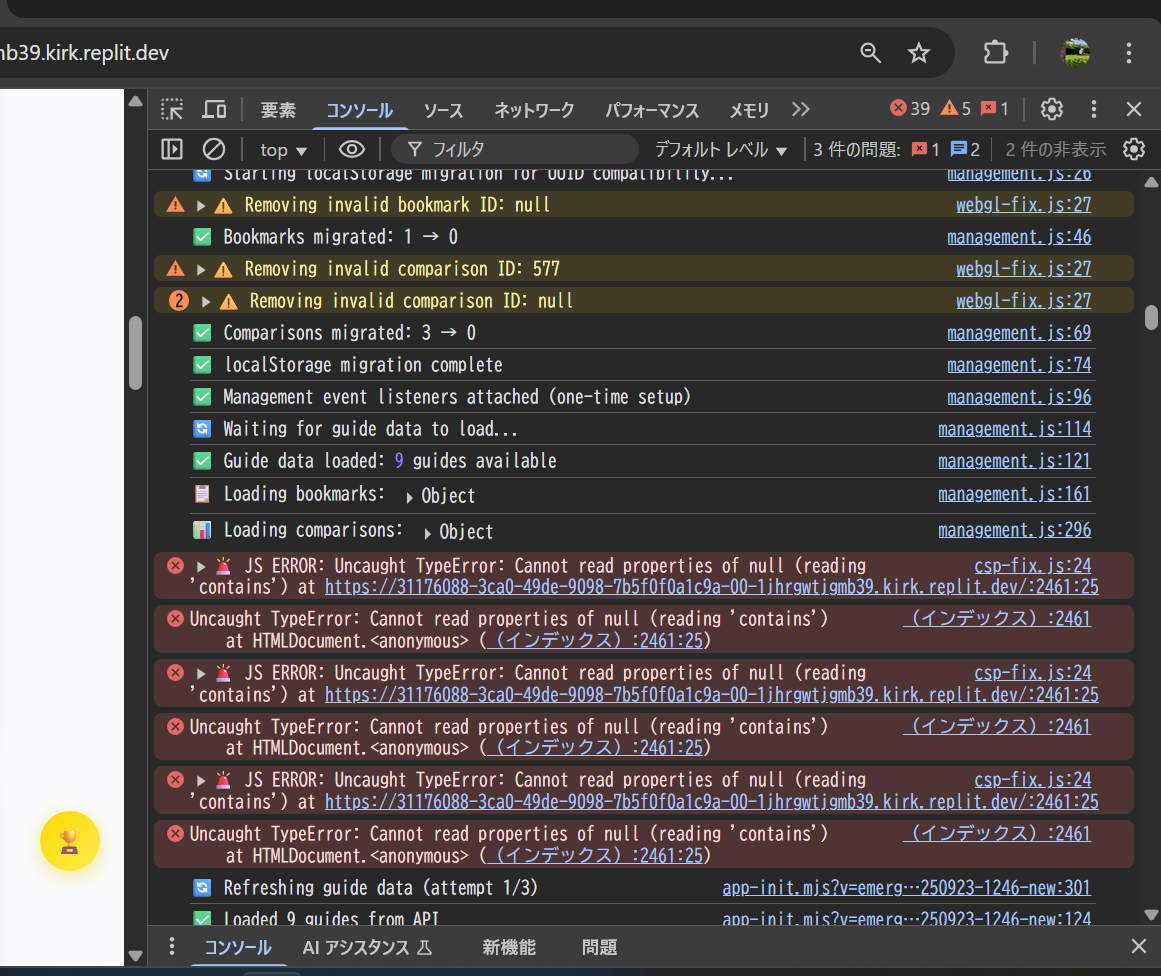 mb39.kirk.replit.dev
要素 コンソール ソース ネットワーク パフォーマンス メモリ 39 5 1
top フィルタ デフォルト レベル 3 件の問題: 1 2 2 件の非表示
Starting localStorage migration for UUID compatibility... management.js:26
Removing invalid bookmark ID: null webgl-fix.js:27
Bookmarks migrated: 1 → 0 management.js:46
Removing invalid comparison ID: 577 webgl-fix.js:27
2 Removing invalid comparison ID: null webgl-fix.js:27
Comparisons migrated: 3 → 0 management.js:69
localStorage migration complete management.js:74
Management event listeners attached (one-time setup) management.js:96
Waiting for guide data to load... management.js:114
Guide data loaded: 9 guides available management.js:121
Loading bookmarks: Object management.js:161
Loading comparisons: Object management.js:296
JS ERROR: Uncaught TypeError: Cannot read properties of null (reading csp-fix.js:24
'contains') at https://31176088-3ca0-49de-9098-7b5f0f0a1c9a-00-1jhrgwtjgmb39.kirk.replit.dev/:2461:25
Uncaught TypeError: Cannot read properties of null (reading 'contains') （インデックス）:2461
at HTMLDocument.<anonymous> (（インデックス）:2461:25)
JS ERROR: Uncaught TypeError: Cannot read properties of null (reading csp-fix.js:24
'contains') at https://31176088-3ca0-49de-9098-7b5f0f0a1c9a-00-1jhrgwtjgmb39.kirk.replit.dev/:2461:25
Uncaught TypeError: Cannot read properties of null (reading 'contains') （インデックス）:2461
at HTMLDocument.<anonymous> (（インデックス）:2461:25)
JS ERROR: Uncaught TypeError: Cannot read properties of null (reading csp-fix.js:24
'contains') at https://31176088-3ca0-49de-9098-7b5f0f0a1c9a-00-1jhrgwtjgmb39.kirk.replit.dev/:2461:25
Uncaught TypeError: Cannot read properties of null (reading 'contains') （インデックス）:2461
at HTMLDocument.<anonymous> (（インデックス）:2461:25)
Refreshing guide data (attempt 1/3) app-init.mjs?v=emerg…250923-1246-new:301
Loaded 9 guides from API app-init.mjs?v=emerg…250923-1246-new:124
コンソール AI アシスタンス 新機能 問題